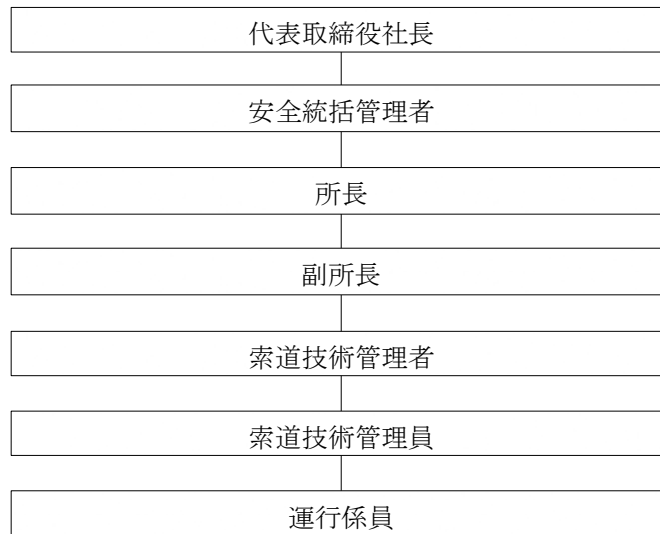 代表取締役社長
安全統括管理者
所長
副所長
索道技術管理者
索道技術管理員
運行係員